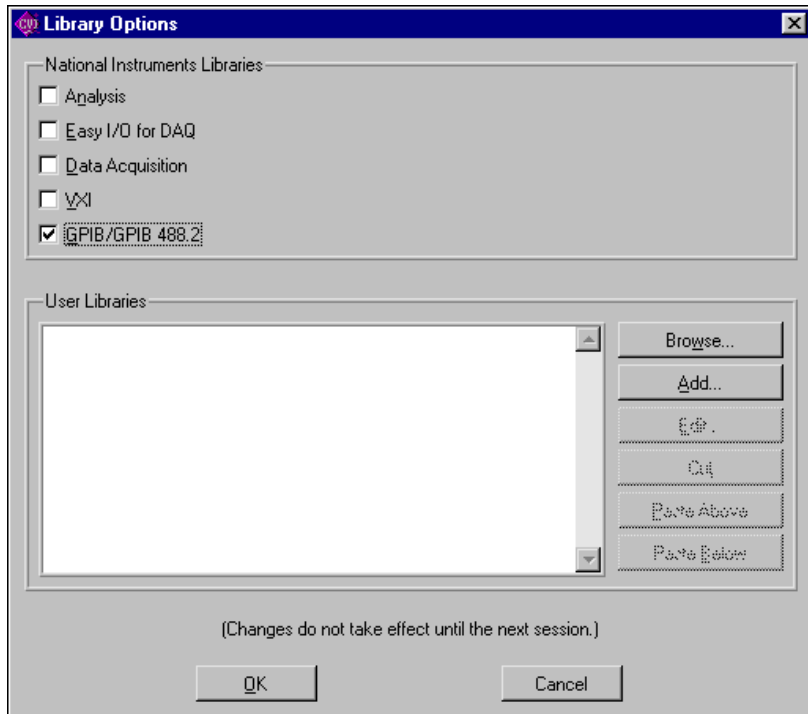 CVI Library Options
National Instruments Libraries
Analysis
Easy I/O for DAQ
Data Acquisition
VXI
GPIB/GPIB 488.2
User Libraries
Browse...
Add...
Edit..
Cut
Paste Above
Paste Below
(Changes do not take effect until the next session.)
OK
Cancel